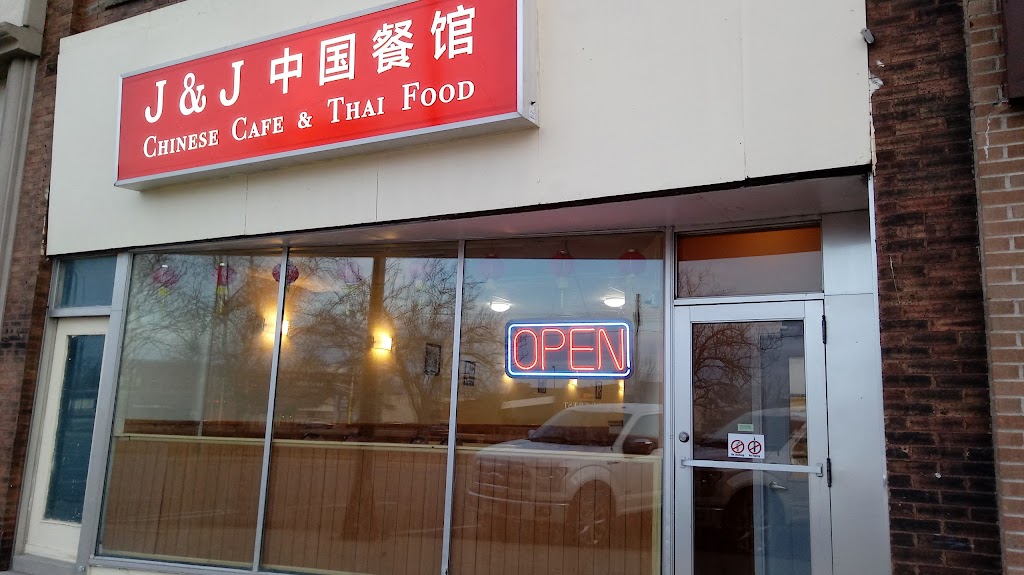 J & J 中国餐馆
CHINESE CAFE & THAI FOOD
OPEN